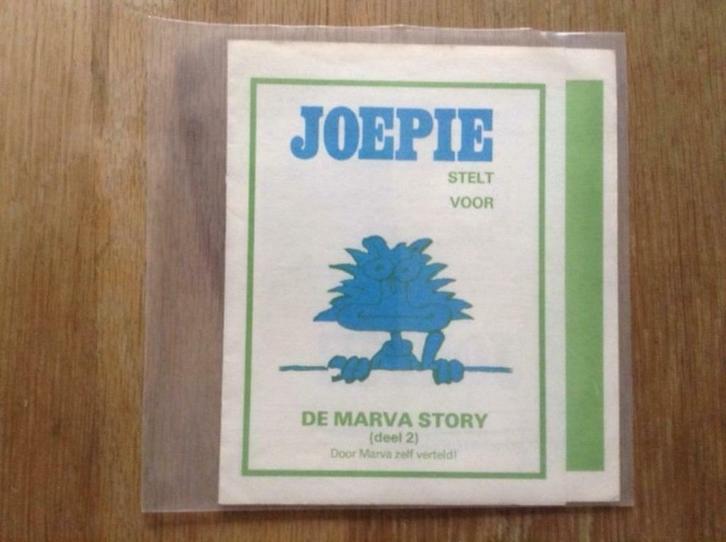 JOEPIE
STELT
VOOR
DE MARVA STORY
(deel 2)
Door Marva zelf verteld!